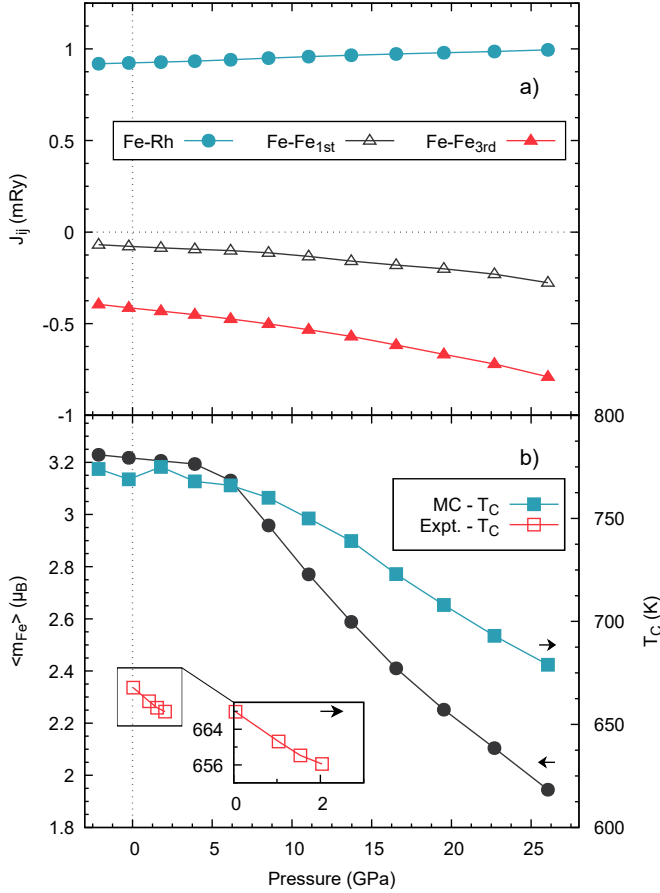 a)
1
0.5
0
-0.5
-1
J_ij (mRy)
Fe-Rh
Fe-Fe_1st
Fe-Fe_3rd
b)
3.2
3
2.8
2.6
2.4
2.2
2
1.8
<m_Fe> (μ_B)
800
750
700
650
600
T_C (K)
MC - T_C
Expt. - T_C
664
656
0 2
0 5 10 15 20 25
Pressure (GPa)